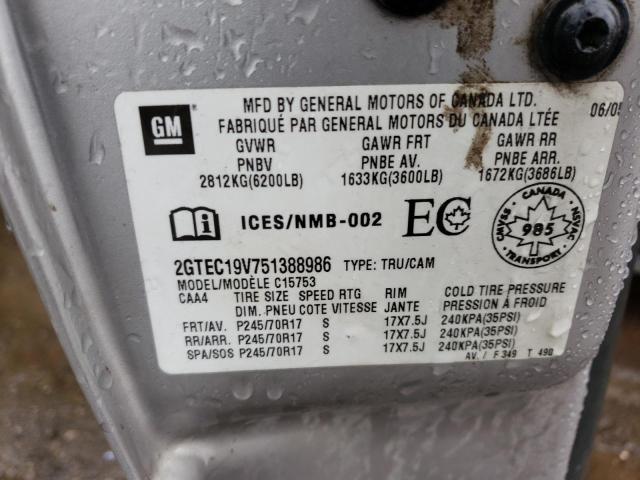 GM
MFD BY GENERAL MOTORS OF CANADA LTD. 06/05
FABRIQUÉ PAR GENERAL MOTORS DU CANADA LTÉE
GVWR GAWR FRT GAWR RR
PNBV PNBE AV. PNBE ARR.
2812KG(6200LB) 1633KG(3600LB) 1672KG(3686LB)
ICES/NMB-002 EC
CANADA
CMVSS 985 NSVAC
TRANSPORT
2GTEC19V751388986 TYPE: TRU/CAM
MODEL/MODÈLE C15753
CAA4 TIRE SIZE SPEED RTG RIM COLD TIRE PRESSURE
DIM. PNEU COTE VITESSE JANTE PRESSION À FROID
FRT/AV. P245/70R17 S 17X7.5J 240KPA(35PSI)
RR/ARR. P245/70R17 S 17X7.5J 240KPA(35PSI)
SPA/SOS P245/70R17 S 17X7.5J 240KPA(35PSI)
AV. / F 349 T 490